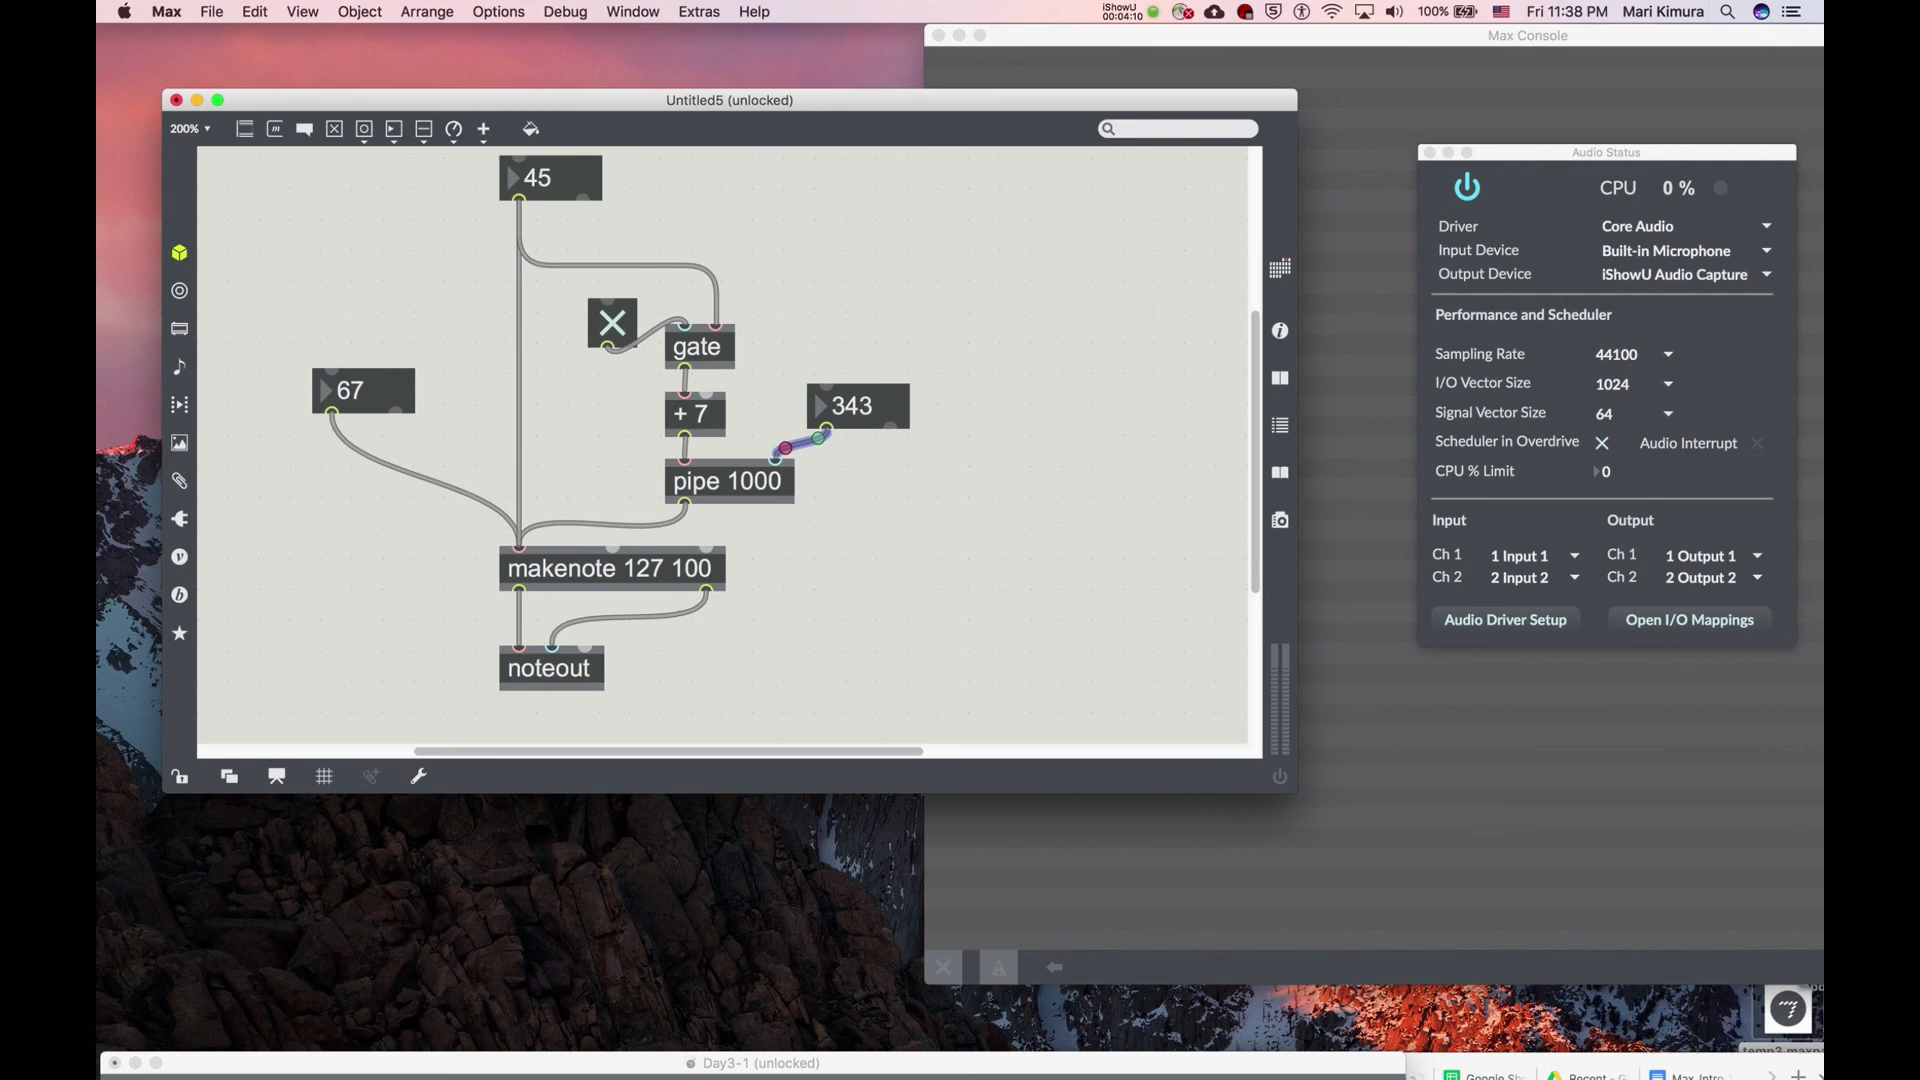 Max File Edit View Object Arrange Options Debug Window Extras Help
iShowU
00:04:10
100%
Fri 11:38 PM Mari Kimura
Max Console
Untitled5 (unlocked)
200%
45
gate
67
+ 7
343
pipe 1000
makenote 127 100
noteout
Audio Status
CPU 0 %
Driver Core Audio
Input Device Built-in Microphone
Output Device iShowU Audio Capture
Performance and Scheduler
Sampling Rate 44100
I/O Vector Size 1024
Signal Vector Size 64
Scheduler in Overdrive Audio Interrupt
CPU % Limit 0
Input Output
Ch 1 1 Input 1 Ch 1 1 Output 1
Ch 2 2 Input 2 Ch 2 2 Output 2
Audio Driver Setup Open I/O Mappings
Day3-1 (unlocked)